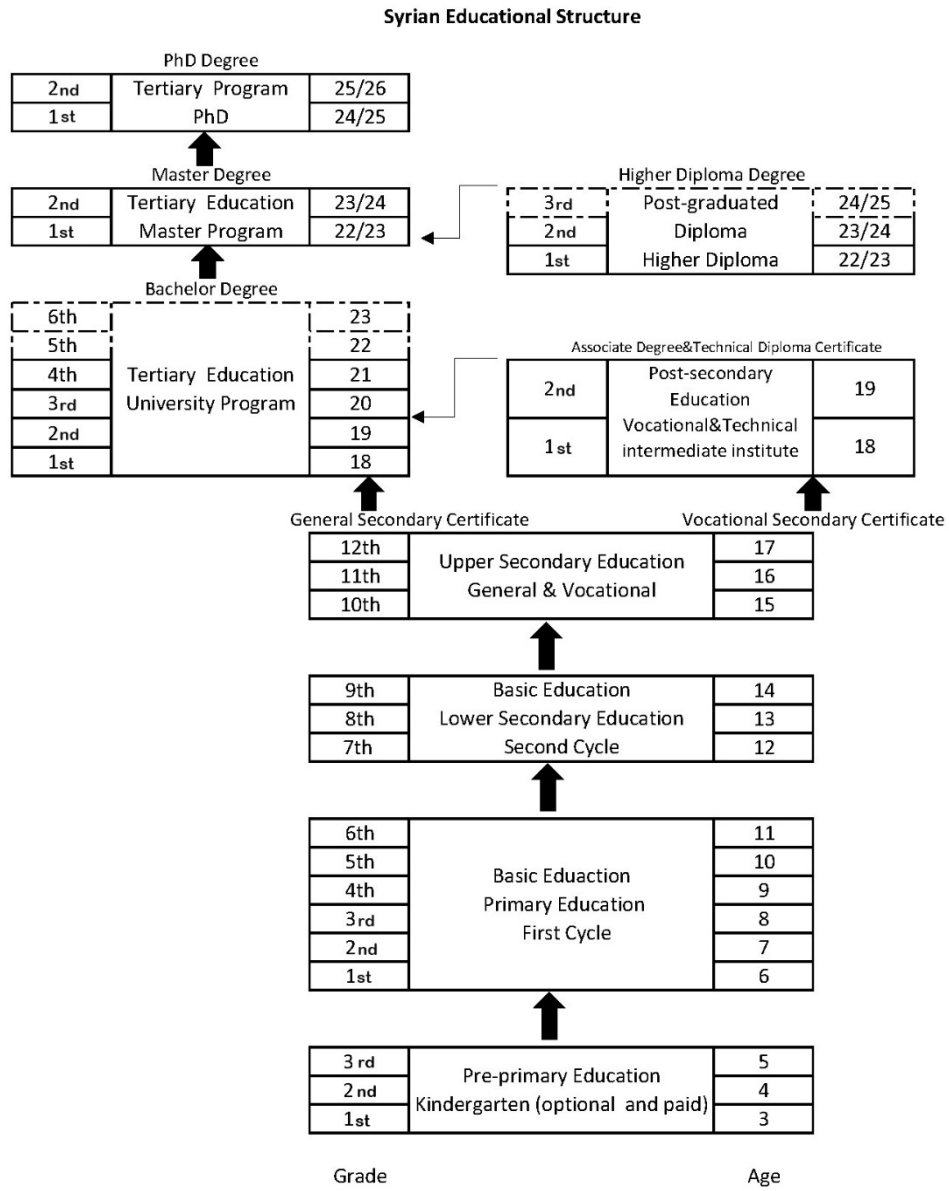 Syrian Educational Structure
PhD Degree
2nd Tertiary Program 25/26
1st PhD 24/25
Master Degree
2nd Tertiary Education 23/24
1st Master Program 22/23
Higher Diploma Degree
3rd Post-graduated 24/25
2nd Diploma 23/24
1st Higher Diploma 22/23
Bachelor Degree
6th 23
5th 22
4th Tertiary Education 21
3rd University Program 20
2nd 19
1st 18
Associate Degree&Technical Diploma Certificate
2nd Post-secondary Education 19
1st Vocational&Technical intermediate institute 18
General Secondary Certificate
Vocational Secondary Certificate
12th 17
11th Upper Secondary Education 16
10th General & Vocational 15
9th Basic Education 14
8th Lower Secondary Education 13
7th Second Cycle 12
6th 11
5th 10
4th Basic Eduaction 9
3rd Primary Education 8
2nd First Cycle 7
1st 6
3rd 5
2nd Pre-primary Education 4
1st Kindergarten (optional and paid) 3
Grade Age